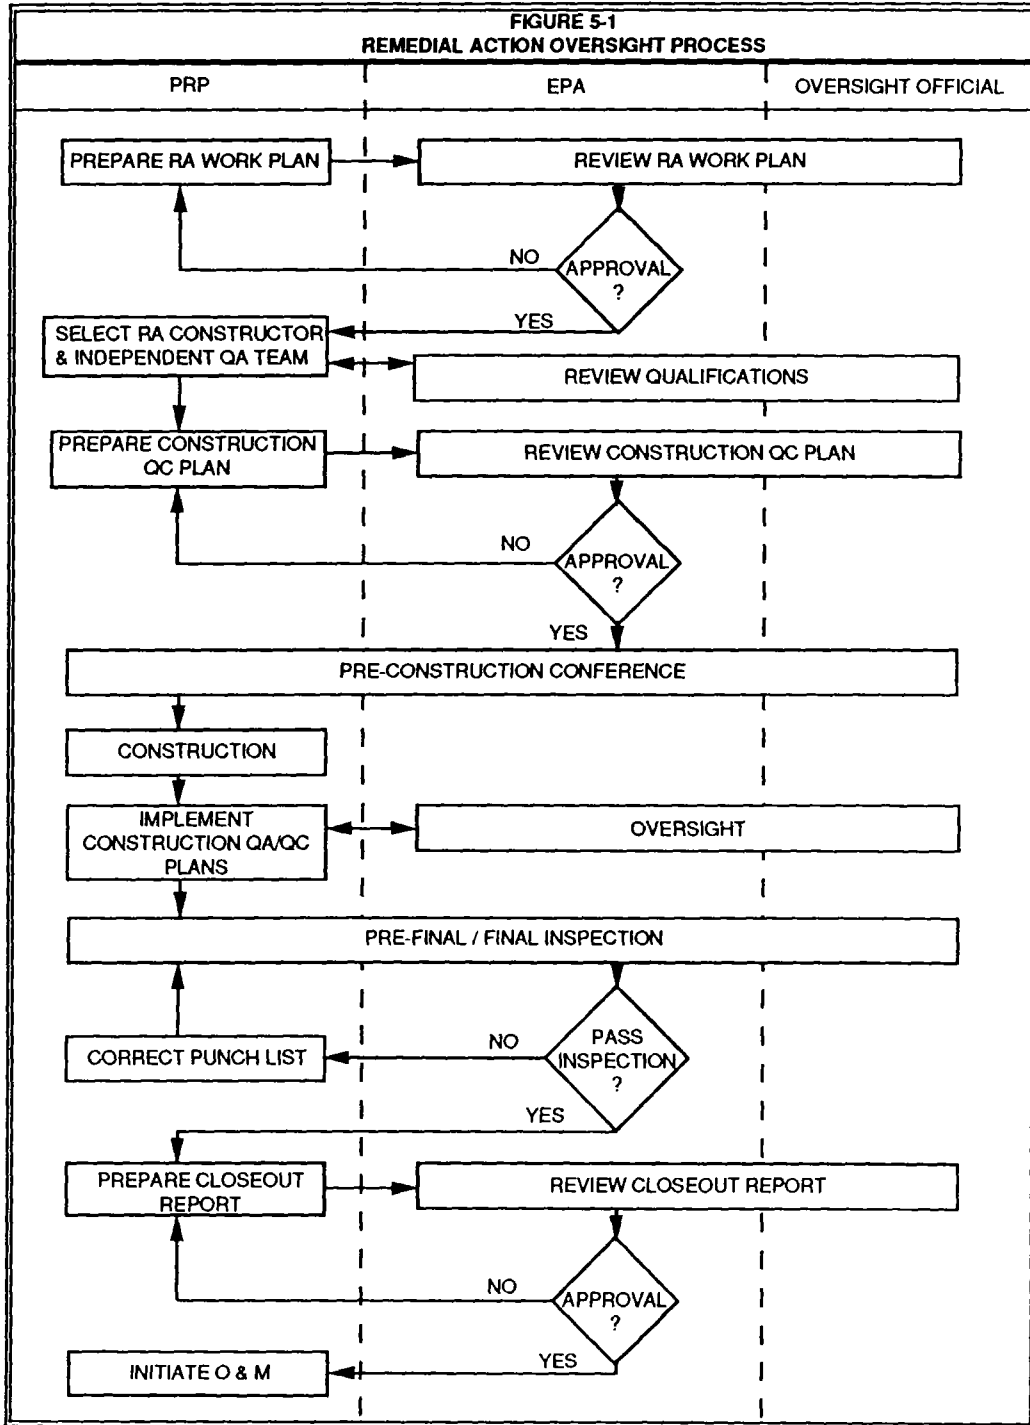 FIGURE 5-1
REMEDIAL ACTION OVERSIGHT PROCESS
PRP
EPA
OVERSIGHT OFFICIAL
PREPARE RA WORK PLAN
REVIEW RA WORK PLAN
NO
APPROVAL
?
YES
SELECT RA CONSTRUCTOR
& INDEPENDENT QA TEAM
REVIEW QUALIFICATIONS
PREPARE CONSTRUCTION
QC PLAN
REVIEW CONSTRUCTION QC PLAN
NO
APPROVAL
?
YES
PRE-CONSTRUCTION CONFERENCE
CONSTRUCTION
IMPLEMENT
CONSTRUCTION QA/QC
PLANS
OVERSIGHT
PRE-FINAL / FINAL INSPECTION
CORRECT PUNCH LIST
NO
PASS
INSPECTION
?
YES
PREPARE CLOSEOUT
REPORT
REVIEW CLOSEOUT REPORT
NO
APPROVAL
?
YES
INITIATE O & M